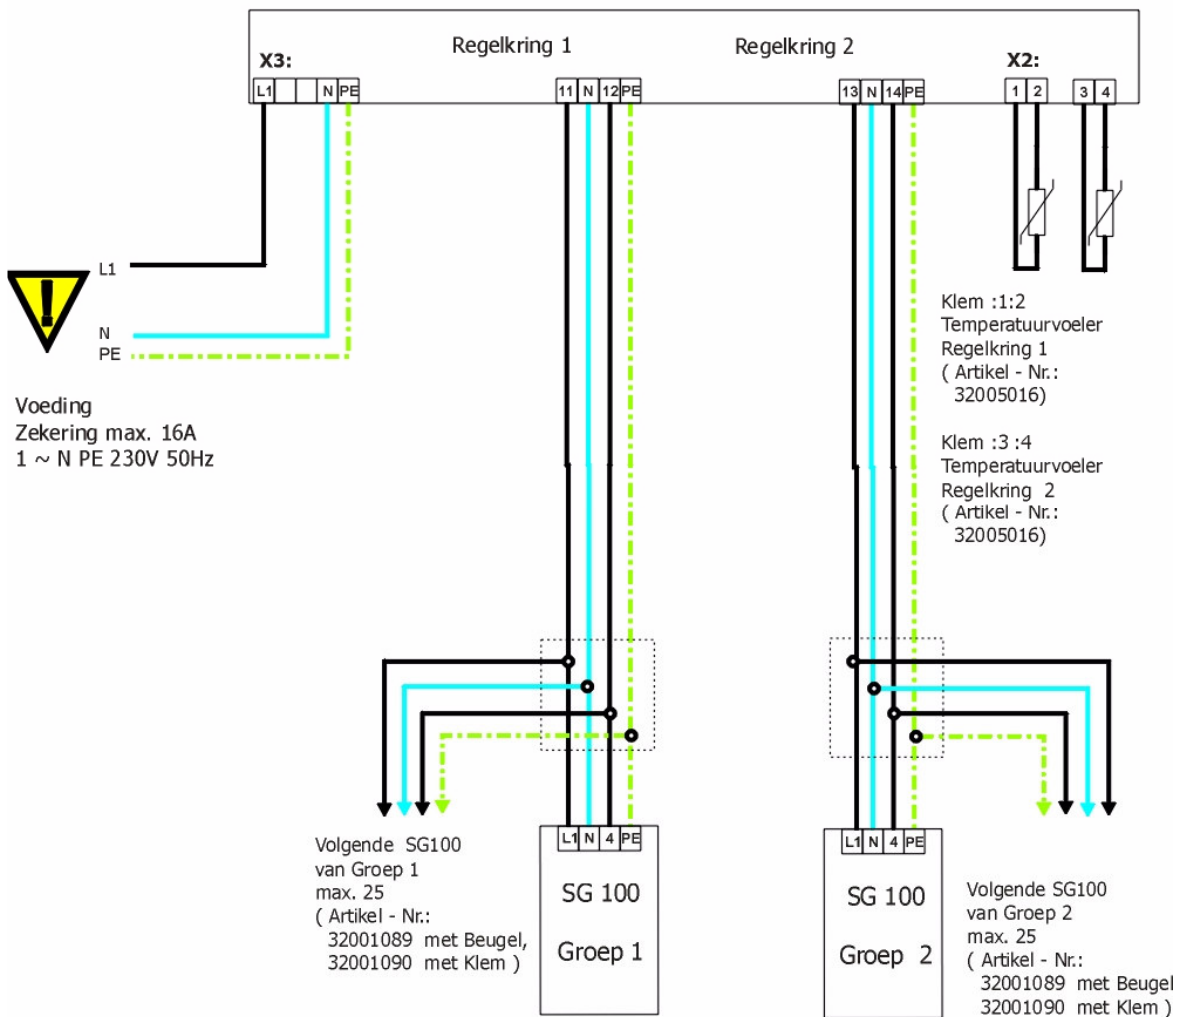 Regelkring 1
Regelkring 2
X3:
X2:
L1 N PE
11 N 12 PE
13 N 14 PE
1 2
3 4
L1
N
PE
Voeding
Zekering max. 16A
1 ~ N PE 230V 50Hz
Klem :1:2
Temperatuurvoeler
Regelkring 1
( Artikel - Nr.:
32005016)
Klem :3 :4
Temperatuurvoeler
Regelkring 2
( Artikel - Nr.:
32005016)
Volgende SG100
van Groep 1
max. 25
( Artikel - Nr.:
32001089 met Beugel,
32001090 met Klem )
L1 N 4 PE
SG 100
Groep 1
L1 N 4 PE
SG 100
Groep 2
Volgende SG100
van Groep 2
max. 25
( Artikel - Nr.:
32001089 met Beugel
32001090 met Klem )